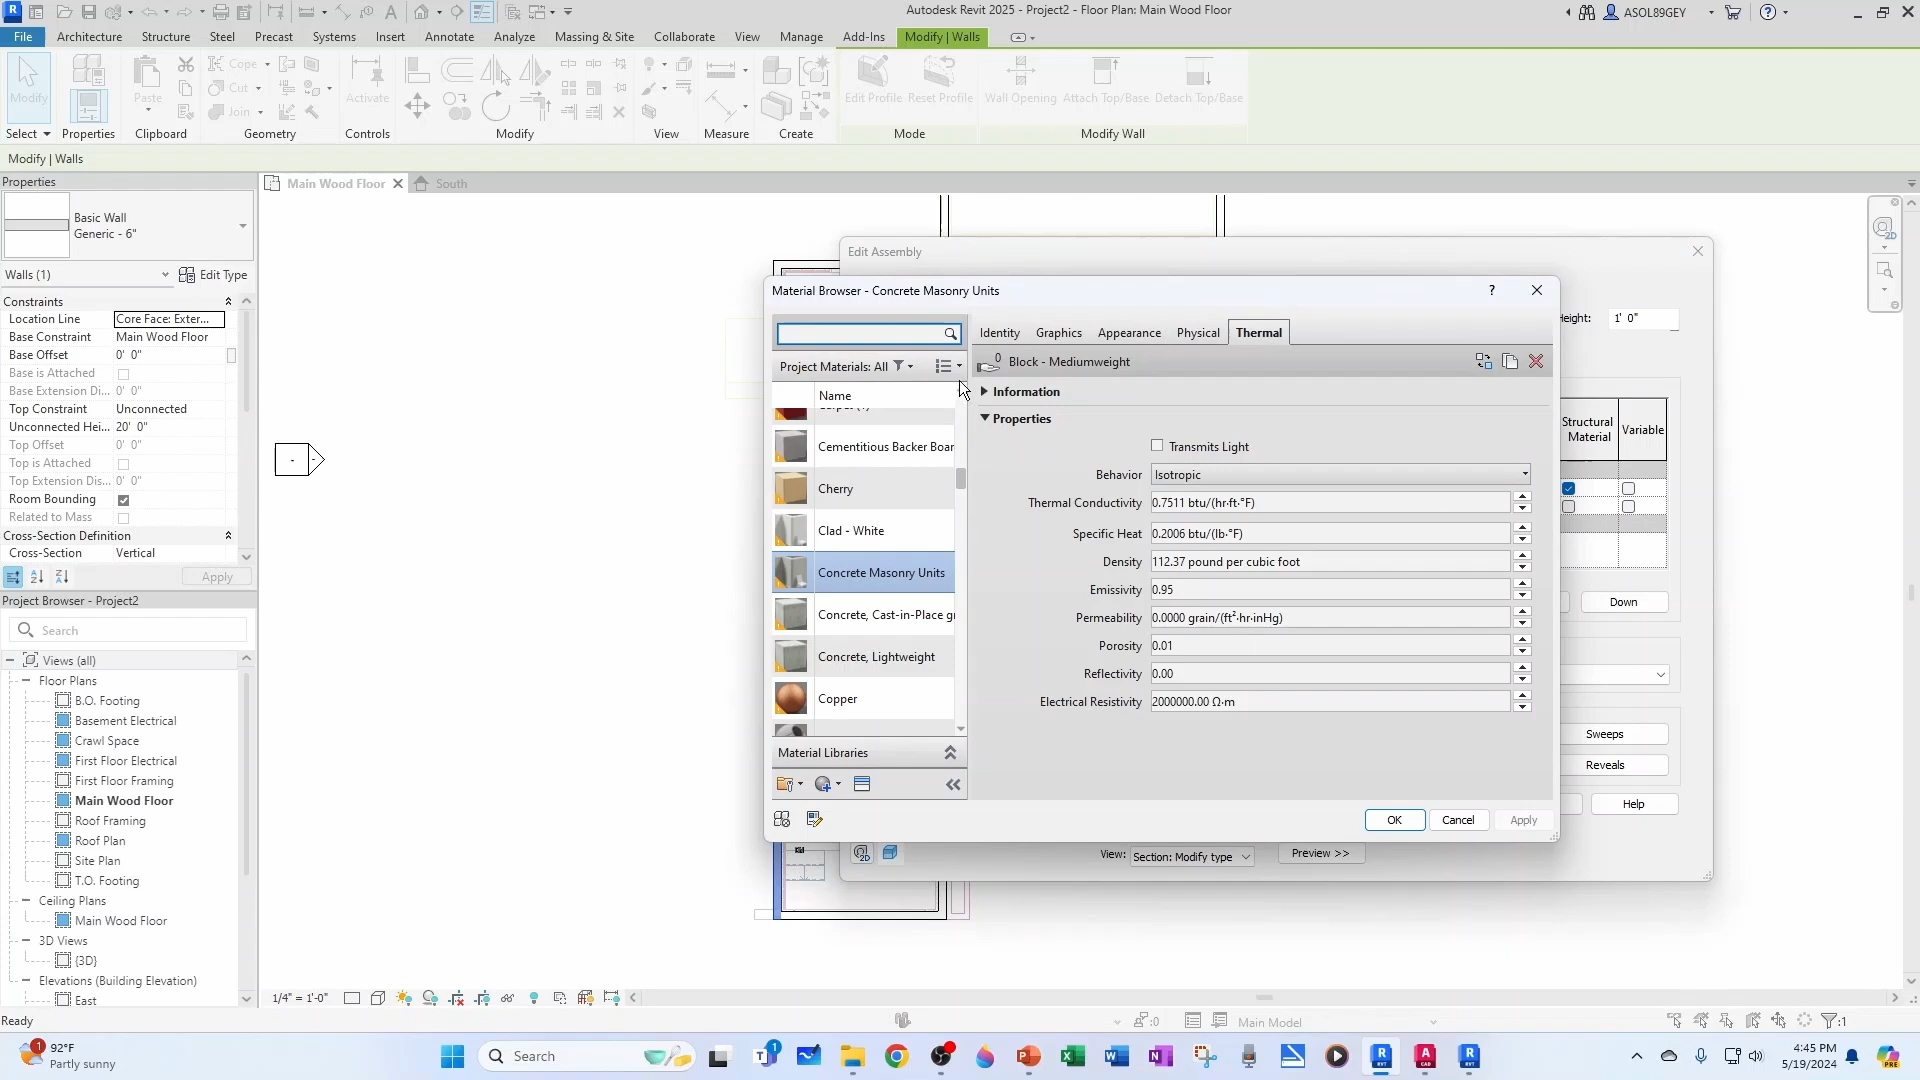 Autodesk Revit 2025 - Project2 - Floor Plan: Main Wood Floor
ASOL89GEY
File Architecture Structure Steel Precast Systems Insert Annotate Analyze Massing & Site Collaborate View Manage Add-Ins Modify | Walls
Modify
Paste
Cope
Cut
Join
Activate
Edit Profile Reset Profile Wall Opening Attach Top/Base Detach Top/Base
Select Properties Clipboard Geometry Controls Modify View Measure Create Mode Modify Wall
Modify | Walls
Properties
Main Wood Floor
South
Basic Wall
Generic - 6"
Walls (1)
Edit Type
Constraints
Location Line Core Face: Exter...
Base Constraint Main Wood Floor
Base Offset 0' 0"
Base is Attached
Base Extension Di... 0' 0"
Top Constraint Unconnected
Unconnected Hei... 20' 0"
Top Offset 0' 0"
Top is Attached
Top Extension Dis... 0' 0"
Room Bounding
Related to Mass
Cross-Section Definition
Cross-Section Vertical
Apply
Project Browser - Project2
Search
Views (all)
Floor Plans
B.O. Footing
Basement Electrical
Crawl Space
First Floor Electrical
First Floor Framing
Main Wood Floor
Roof Framing
Roof Plan
Site Plan
T.O. Footing
Ceiling Plans
Main Wood Floor
3D Views
{3D}
Elevations (Building Elevation)
East
Edit Assembly
Height: 1' 0"
Structural
Material
Variable
Down
Sweeps
Reveals
Help
View: Section: Modify type
Preview >>
Material Browser - Concrete Masonry Units
Project Materials: All
Name
Cementitious Backer Boar
Cherry
Clad - White
Concrete Masonry Units
Concrete, Cast-in-Place gr
Concrete, Lightweight
Copper
Material Libraries
Identity Graphics Appearance Physical Thermal
0 Block - Mediumweight
Information
Properties
Transmits Light
Behavior Isotropic
Thermal Conductivity 0.7511 btu/(hr·ft·°F)
Specific Heat 0.2006 btu/(lb·°F)
Density 112.37 pound per cubic foot
Emissivity 0.95
Permeability 0.0000 grain/(ft²·hr·inHg)
Porosity 0.01
Reflectivity 0.00
Electrical Resistivity 2000000.00 Ω·m
OK Cancel Apply
1/4" = 1'-0"
Ready
:0
Main Model
:1
92°F
Partly sunny
Search
4:45 PM
5/19/2024